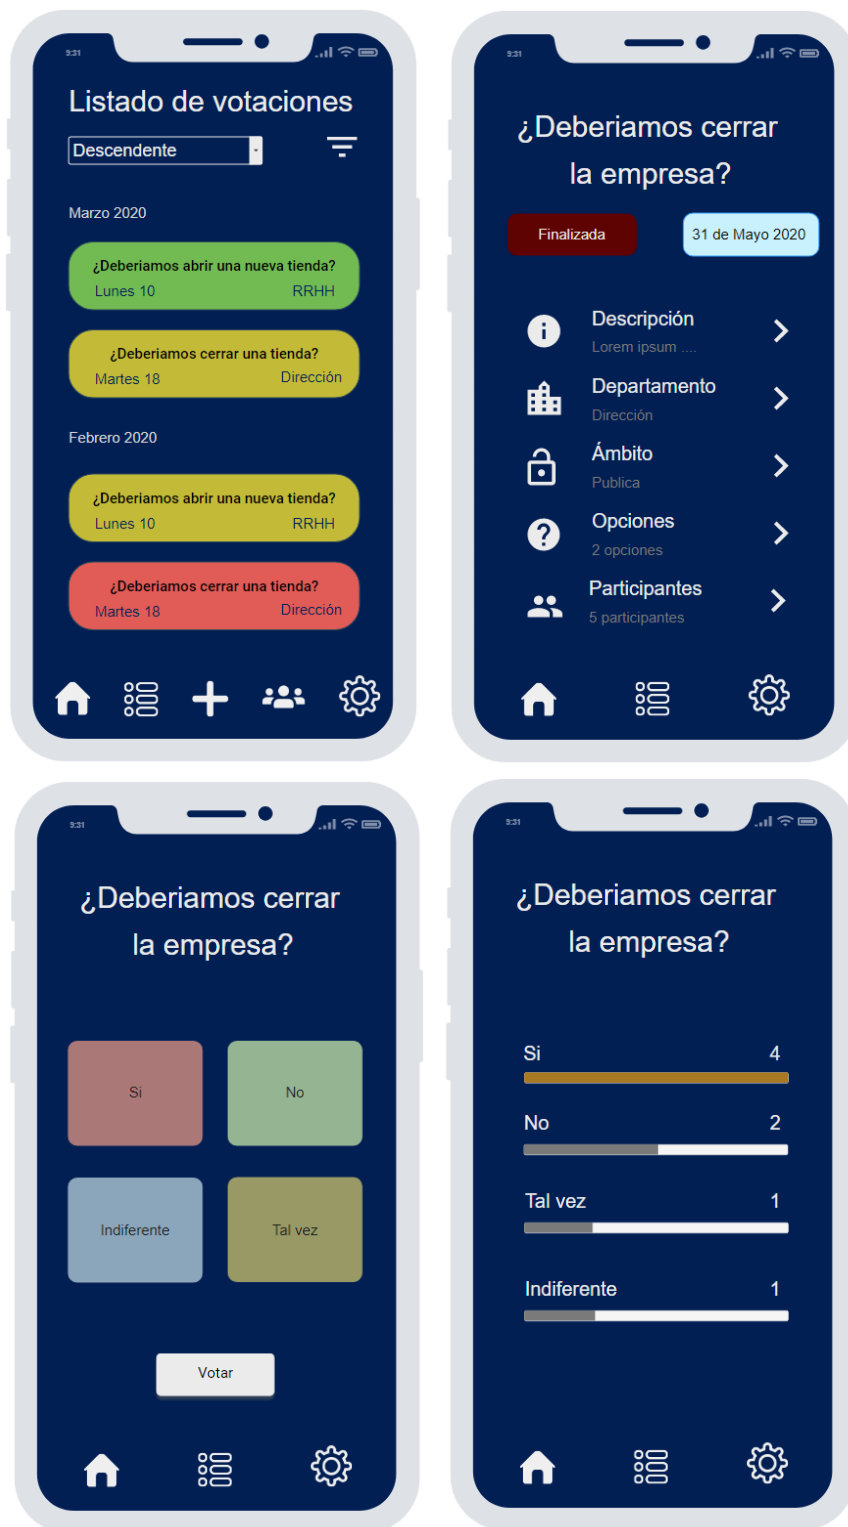 9:31
Listado de votaciones
Descendente
Marzo 2020
¿Deberiamos abrir una nueva tienda?
Lunes 10 RRHH
¿Deberiamos cerrar una tienda?
Martes 18 Dirección
Febrero 2020
¿Deberiamos abrir una nueva tienda?
Lunes 10 RRHH
¿Deberiamos cerrar una tienda?
Martes 18 Dirección
9:31
¿Deberiamos cerrar
la empresa?
Finalizada 31 de Mayo 2020
Descripción
Lorem ipsum ....
Departamento
Dirección
Ámbito
Publica
Opciones
2 opciones
Participantes
5 participantes
9:31
¿Deberiamos cerrar
la empresa?
Si No
Indiferente Tal vez
Votar
9:31
¿Deberiamos cerrar
la empresa?
Si 4
No 2
Tal vez 1
Indiferente 1